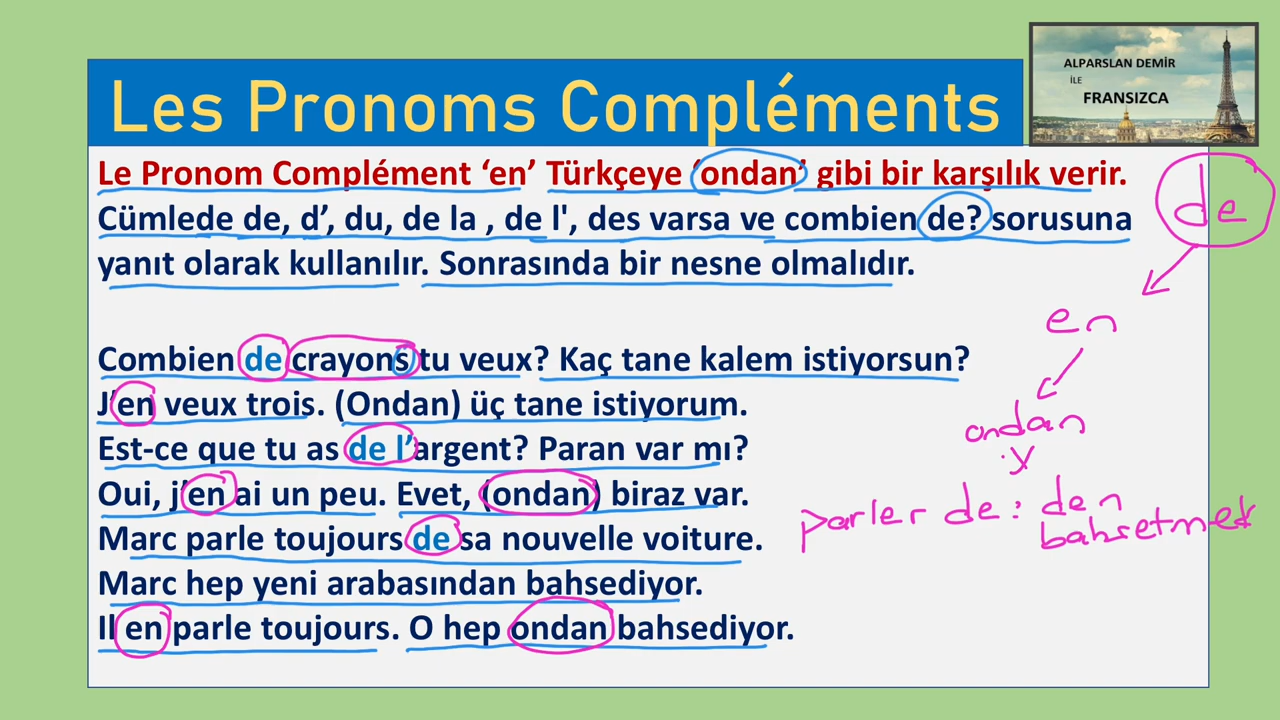 ALPARSLAN DEMİR
İLE
FRANSIZCA
Les Pronoms Compléments
Le Pronom Complément ‘en’ Türkçeye ‘ondan’ gibi bir karşılık verir.
Cümlede de, d’, du, de la , de l', des varsa ve combien de? sorusuna
yanıt olarak kullanılır. Sonrasında bir nesne olmalıdır.
Combien de crayons tu veux? Kaç tane kalem istiyorsun?
J’en veux trois. (Ondan) üç tane istiyorum.
Est-ce que tu as de l’argent? Paran var mı?
Oui, j’en ai un peu. Evet, (ondan) biraz var.
Marc parle toujours de sa nouvelle voiture.
Marc hep yeni arabasından bahsediyor.
Il en parle toujours. O hep ondan bahsediyor.
de
en
ondan
parler de : den
bahsetmek